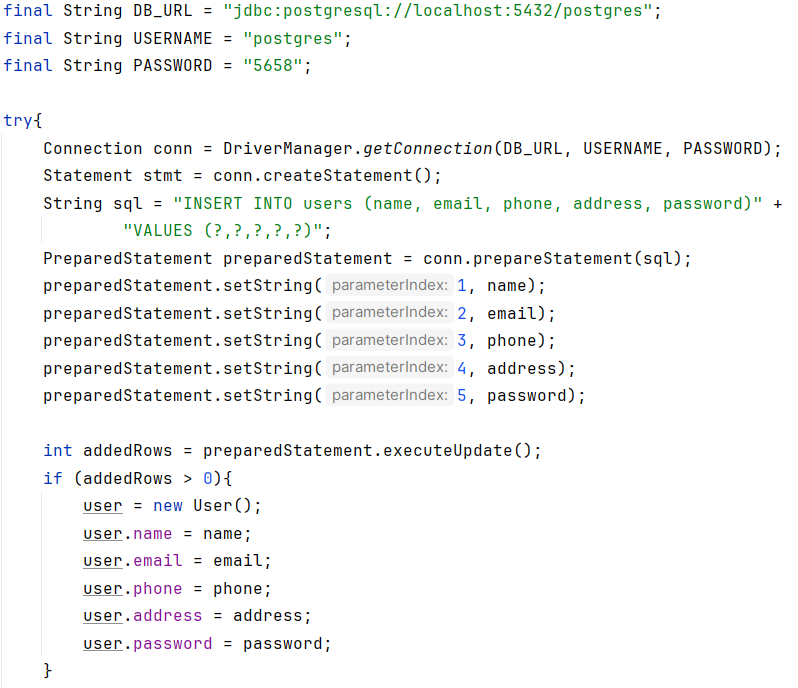 final String DB_URL = "jdbc:postgresql://localhost:5432/postgres";
final String USERNAME = "postgres";
final String PASSWORD = "5658";

try{
    Connection conn = DriverManager.getConnection(DB_URL, USERNAME, PASSWORD);
    Statement stmt = conn.createStatement();
    String sql = "INSERT INTO users (name, email, phone, address, password)" +
            "VALUES (?,?,?,?,?)";
    PreparedStatement preparedStatement = conn.prepareStatement(sql);
    preparedStatement.setString( parameterIndex: 1, name);
    preparedStatement.setString( parameterIndex: 2, email);
    preparedStatement.setString( parameterIndex: 3, phone);
    preparedStatement.setString( parameterIndex: 4, address);
    preparedStatement.setString( parameterIndex: 5, password);

    int addedRows = preparedStatement.executeUpdate();
    if (addedRows > 0){
        user = new User();
        user.name = name;
        user.email = email;
        user.phone = phone;
        user.address = address;
        user.password = password;
    }